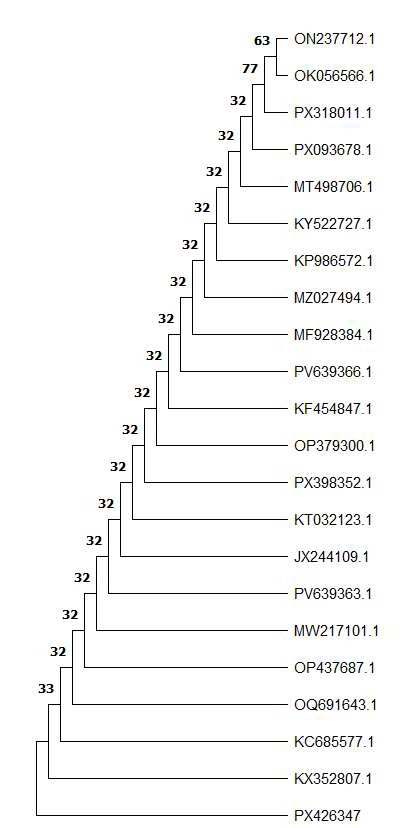 63
ON237712.1
77
OK056566.1
32
PX318011.1
32
PX093678.1
32
MT498706.1
32
KY522727.1
32
KP986572.1
32
MZ027494.1
32
MF928384.1
32
PV639366.1
32
KF454847.1
32
OP379300.1
32
PX398352.1
32
KT032123.1
32
JX244109.1
32
PV639363.1
32
MW217101.1
32
OP437687.1
33
OQ691643.1
KC685577.1
KX352807.1
PX426347